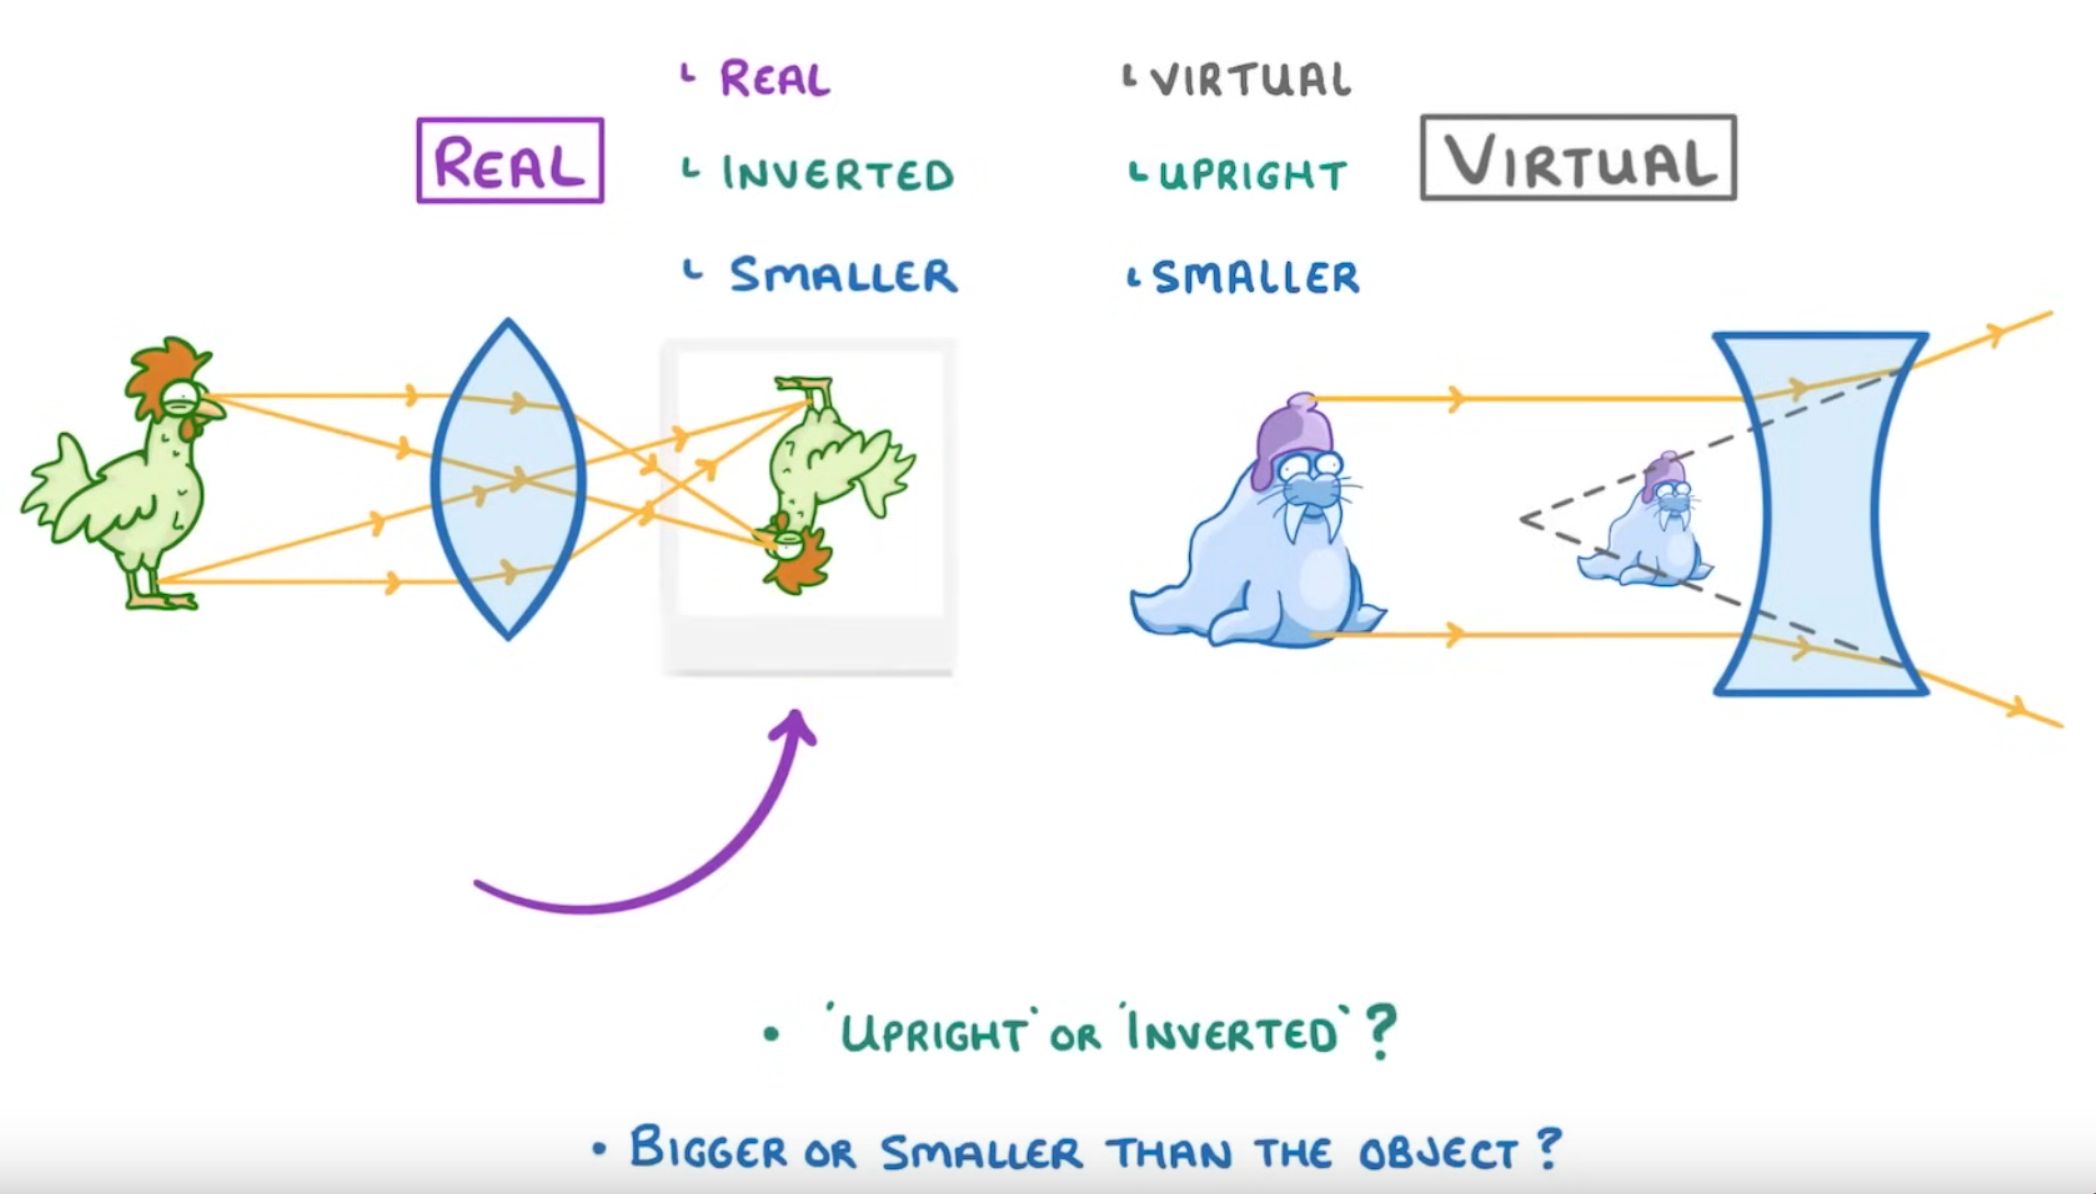 REAL
└ REAL
└ INVERTED
└ SMALLER
└ VIRTUAL
└ UPRIGHT
└ SMALLER
VIRTUAL
• 'UPRIGHT' OR 'INVERTED'?
• BIGGER OR SMALLER THAN THE OBJECT?